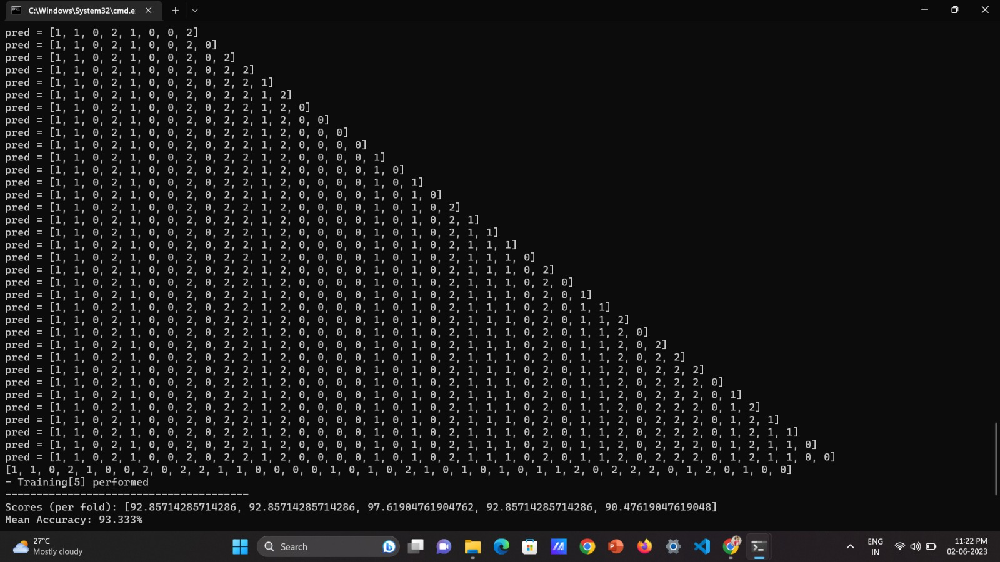 C:\Windows\System32\cmd.e
pred = [1, 1, 0, 2, 1, 0, 0, 2]
pred = [1, 1, 0, 2, 1, 0, 0, 2, 0]
pred = [1, 1, 0, 2, 1, 0, 0, 2, 0, 2]
pred = [1, 1, 0, 2, 1, 0, 0, 2, 0, 2, 2]
pred = [1, 1, 0, 2, 1, 0, 0, 2, 0, 2, 2, 1]
pred = [1, 1, 0, 2, 1, 0, 0, 2, 0, 2, 2, 1, 2]
pred = [1, 1, 0, 2, 1, 0, 0, 2, 0, 2, 2, 1, 2, 0]
pred = [1, 1, 0, 2, 1, 0, 0, 2, 0, 2, 2, 1, 2, 0, 0]
pred = [1, 1, 0, 2, 1, 0, 0, 2, 0, 2, 2, 1, 2, 0, 0, 0]
pred = [1, 1, 0, 2, 1, 0, 0, 2, 0, 2, 2, 1, 2, 0, 0, 0, 0]
pred = [1, 1, 0, 2, 1, 0, 0, 2, 0, 2, 2, 1, 2, 0, 0, 0, 0, 1]
pred = [1, 1, 0, 2, 1, 0, 0, 2, 0, 2, 2, 1, 2, 0, 0, 0, 0, 1, 0]
pred = [1, 1, 0, 2, 1, 0, 0, 2, 0, 2, 2, 1, 2, 0, 0, 0, 0, 1, 0, 1]
pred = [1, 1, 0, 2, 1, 0, 0, 2, 0, 2, 2, 1, 2, 0, 0, 0, 0, 1, 0, 1, 0]
pred = [1, 1, 0, 2, 1, 0, 0, 2, 0, 2, 2, 1, 2, 0, 0, 0, 0, 1, 0, 1, 0, 2]
pred = [1, 1, 0, 2, 1, 0, 0, 2, 0, 2, 2, 1, 2, 0, 0, 0, 0, 1, 0, 1, 0, 2, 1]
pred = [1, 1, 0, 2, 1, 0, 0, 2, 0, 2, 2, 1, 2, 0, 0, 0, 0, 1, 0, 1, 0, 2, 1, 1]
pred = [1, 1, 0, 2, 1, 0, 0, 2, 0, 2, 2, 1, 2, 0, 0, 0, 0, 1, 0, 1, 0, 2, 1, 1, 1]
pred = [1, 1, 0, 2, 1, 0, 0, 2, 0, 2, 2, 1, 2, 0, 0, 0, 0, 1, 0, 1, 0, 2, 1, 1, 1, 0]
pred = [1, 1, 0, 2, 1, 0, 0, 2, 0, 2, 2, 1, 2, 0, 0, 0, 0, 1, 0, 1, 0, 2, 1, 1, 1, 0, 2]
pred = [1, 1, 0, 2, 1, 0, 0, 2, 0, 2, 2, 1, 2, 0, 0, 0, 0, 1, 0, 1, 0, 2, 1, 1, 1, 0, 2, 0]
pred = [1, 1, 0, 2, 1, 0, 0, 2, 0, 2, 2, 1, 2, 0, 0, 0, 0, 1, 0, 1, 0, 2, 1, 1, 1, 0, 2, 0, 1]
pred = [1, 1, 0, 2, 1, 0, 0, 2, 0, 2, 2, 1, 2, 0, 0, 0, 0, 1, 0, 1, 0, 2, 1, 1, 1, 0, 2, 0, 1, 1]
pred = [1, 1, 0, 2, 1, 0, 0, 2, 0, 2, 2, 1, 2, 0, 0, 0, 0, 1, 0, 1, 0, 2, 1, 1, 1, 0, 2, 0, 1, 1, 2]
pred = [1, 1, 0, 2, 1, 0, 0, 2, 0, 2, 2, 1, 2, 0, 0, 0, 0, 1, 0, 1, 0, 2, 1, 1, 1, 0, 2, 0, 1, 1, 2, 0]
pred = [1, 1, 0, 2, 1, 0, 0, 2, 0, 2, 2, 1, 2, 0, 0, 0, 0, 1, 0, 1, 0, 2, 1, 1, 1, 0, 2, 0, 1, 1, 2, 0, 2]
pred = [1, 1, 0, 2, 1, 0, 0, 2, 0, 2, 2, 1, 2, 0, 0, 0, 0, 1, 0, 1, 0, 2, 1, 1, 1, 0, 2, 0, 1, 1, 2, 0, 2, 2]
pred = [1, 1, 0, 2, 1, 0, 0, 2, 0, 2, 2, 1, 2, 0, 0, 0, 0, 1, 0, 1, 0, 2, 1, 1, 1, 0, 2, 0, 1, 1, 2, 0, 2, 2, 2]
pred = [1, 1, 0, 2, 1, 0, 0, 2, 0, 2, 2, 1, 2, 0, 0, 0, 0, 1, 0, 1, 0, 2, 1, 1, 1, 0, 2, 0, 1, 1, 2, 0, 2, 2, 2, 0]
pred = [1, 1, 0, 2, 1, 0, 0, 2, 0, 2, 2, 1, 2, 0, 0, 0, 0, 1, 0, 1, 0, 2, 1, 1, 1, 0, 2, 0, 1, 1, 2, 0, 2, 2, 2, 0, 1]
pred = [1, 1, 0, 2, 1, 0, 0, 2, 0, 2, 2, 1, 2, 0, 0, 0, 0, 1, 0, 1, 0, 2, 1, 1, 1, 0, 2, 0, 1, 1, 2, 0, 2, 2, 2, 0, 1, 2]
pred = [1, 1, 0, 2, 1, 0, 0, 2, 0, 2, 2, 1, 2, 0, 0, 0, 0, 1, 0, 1, 0, 2, 1, 1, 1, 0, 2, 0, 1, 1, 2, 0, 2, 2, 2, 0, 1, 2, 1]
pred = [1, 1, 0, 2, 1, 0, 0, 2, 0, 2, 2, 1, 2, 0, 0, 0, 0, 1, 0, 1, 0, 2, 1, 1, 1, 0, 2, 0, 1, 1, 2, 0, 2, 2, 2, 0, 1, 2, 1, 1]
pred = [1, 1, 0, 2, 1, 0, 0, 2, 0, 2, 2, 1, 2, 0, 0, 0, 0, 1, 0, 1, 0, 2, 1, 1, 1, 0, 2, 0, 1, 1, 2, 0, 2, 2, 2, 0, 1, 2, 1, 1, 0]
pred = [1, 1, 0, 2, 1, 0, 0, 2, 0, 2, 2, 1, 2, 0, 0, 0, 0, 1, 0, 1, 0, 2, 1, 1, 1, 0, 2, 0, 1, 1, 2, 0, 2, 2, 2, 0, 1, 2, 1, 1, 0, 0]
[1, 1, 0, 2, 1, 0, 0, 2, 0, 2, 2, 1, 1, 0, 0, 0, 0, 1, 0, 1, 0, 2, 1, 0, 1, 0, 1, 0, 1, 1, 2, 0, 2, 2, 2, 0, 1, 2, 0, 1, 0, 0]
- Training[5] performed
---------------------------------------
Scores (per fold): [92.85714285714286, 92.85714285714286, 97.61904761904762, 92.85714285714286, 90.47619047619048]
Mean Accuracy: 93.333%
27°C
Mostly cloudy
Search
ENG
IN
11:22 PM
02-06-2023